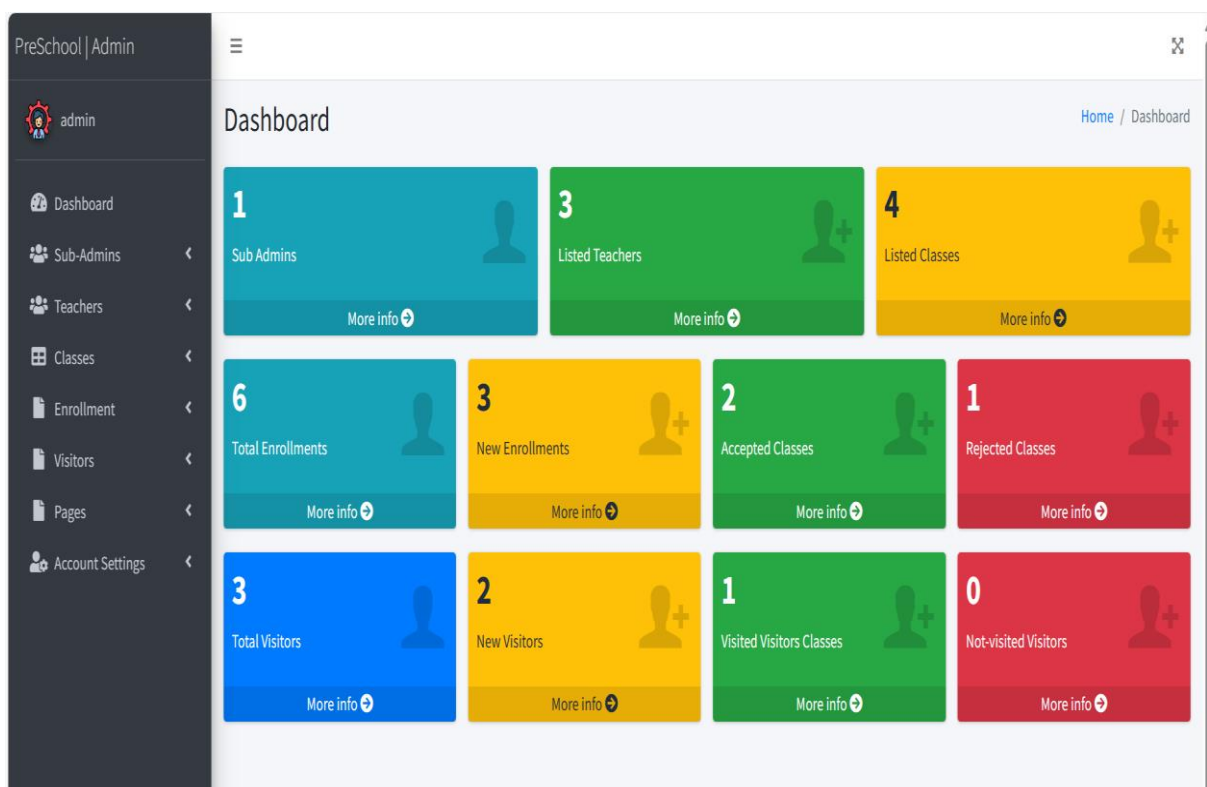 PreSchool | Admin
admin
Dashboard
Sub-Admins
Teachers
Classes
Enrollment
Visitors
Pages
Account Settings
Dashboard
Home / Dashboard
1
Sub Admins
More info
3
Listed Teachers
More info
4
Listed Classes
More info
6
Total Enrollments
More info
3
New Enrollments
More info
2
Accepted Classes
More info
1
Rejected Classes
More info
3
Total Visitors
More info
2
New Visitors
More info
1
Visited Visitors Classes
More info
0
Not-visited Visitors
More info